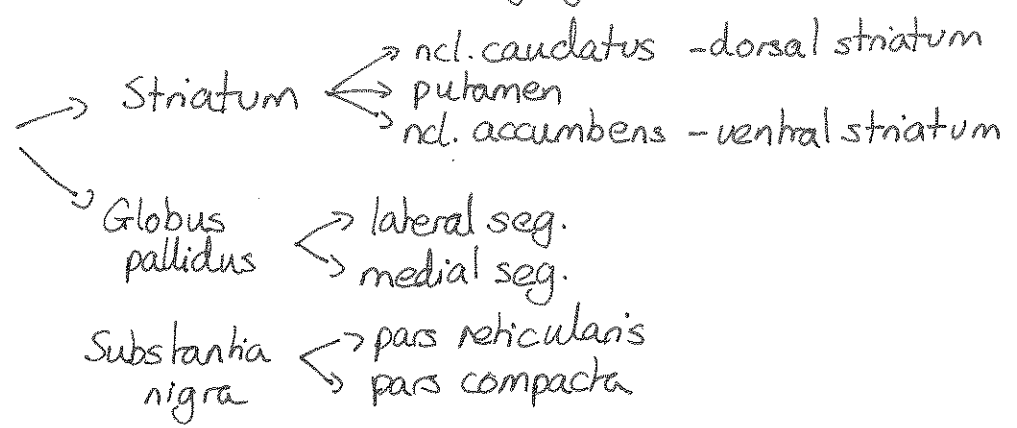 ncl. caudatus - dorsal striatum
Striatum
putamen
ncl. accumbens - ventral striatum
Globus
pallidus
lateral seg.
medial seg.
Substantia
nigra
pars reticularis
pars compacta